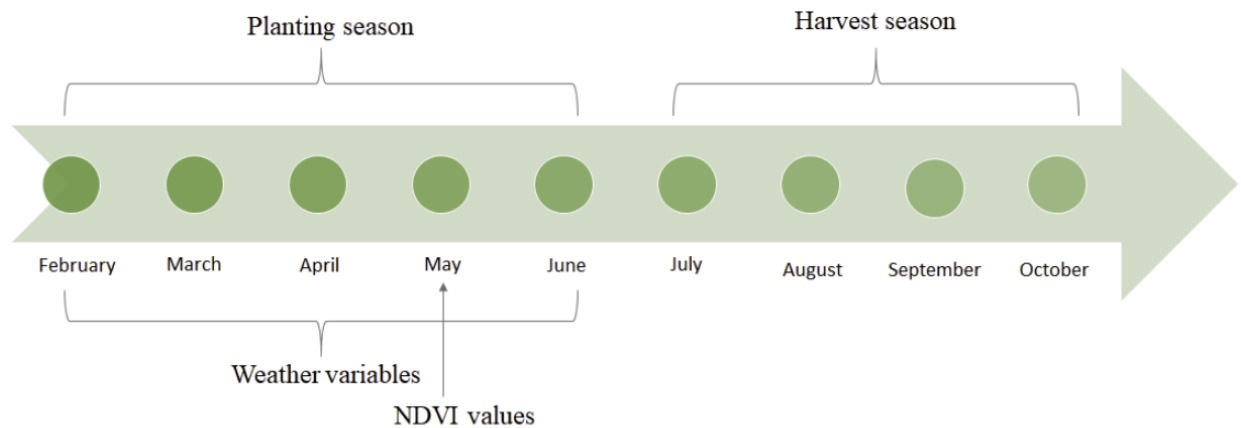 Planting season
Harvest season
February
March
April
May
June
July
August
September
October
Weather variables
NDVI values